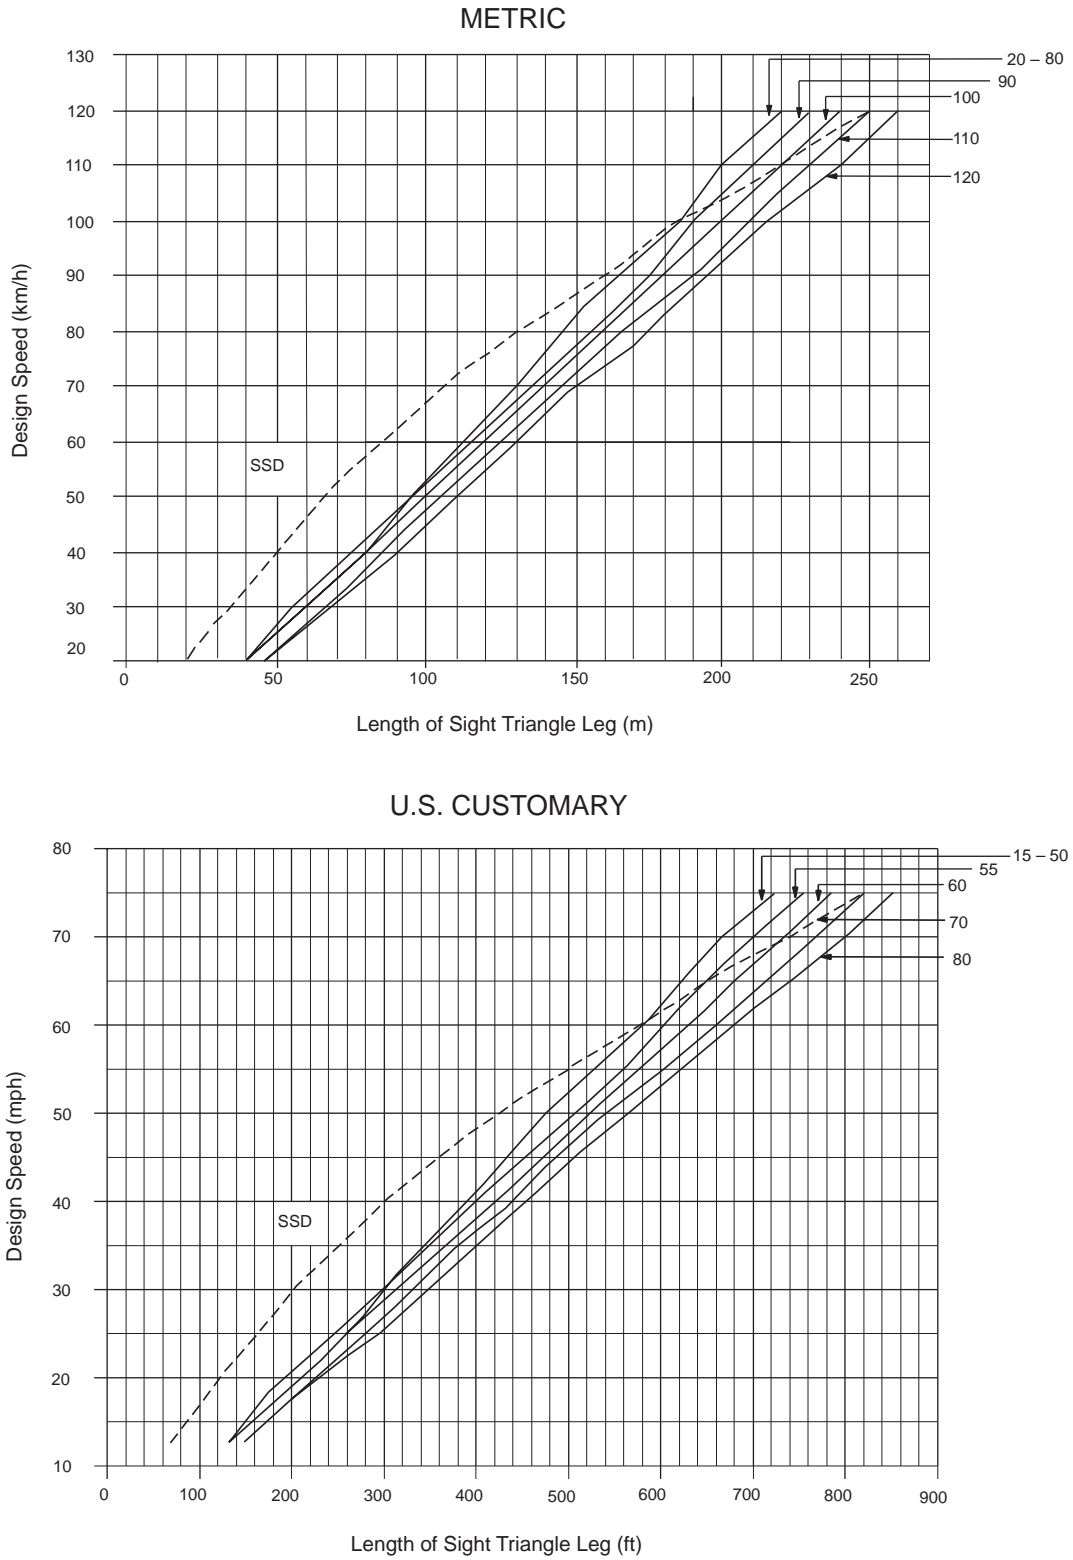 METRIC
130
20 – 80
90
100
120
110
110
120
100
90
80
70
60
SSD
50
40
30
20
Design Speed (km/h)
0 50 100 150 200 250
Length of Sight Triangle Leg (m)
U.S. CUSTOMARY
80
15 – 50
55
60
70
70
80
60
50
40
SSD
30
20
10
Design Speed (mph)
0 100 200 300 400 500 600 700 800 900
Length of Sight Triangle Leg (ft)